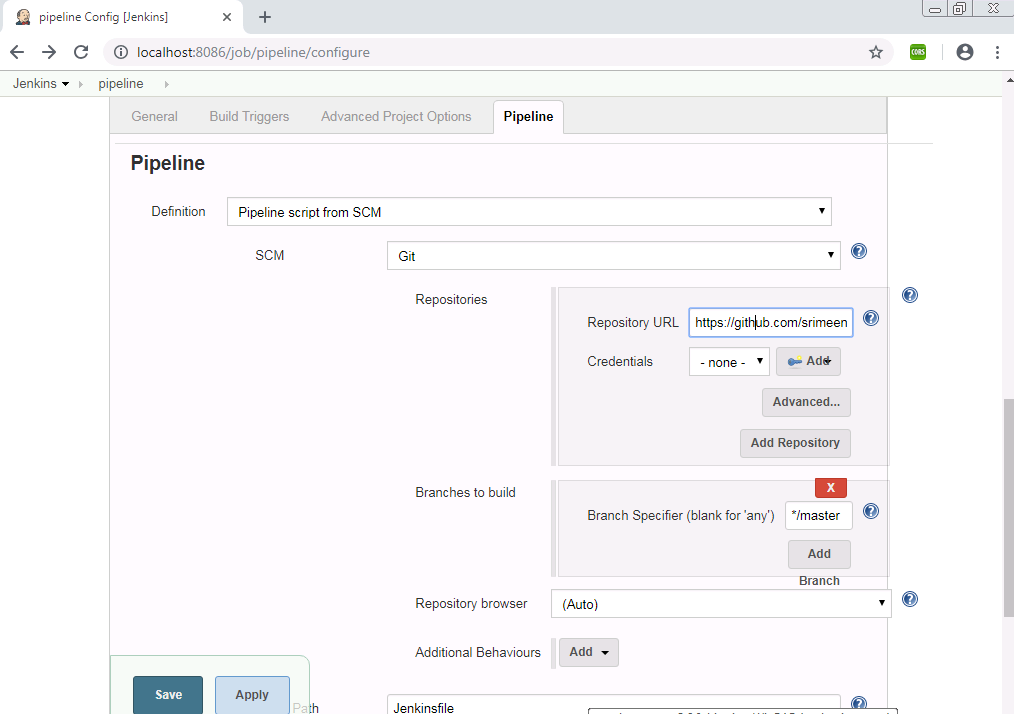 pipeline Config [Jenkins]
localhost:8086/job/pipeline/configure
CORS
Jenkins
pipeline
General Build Triggers Advanced Project Options Pipeline
Pipeline
Definition Pipeline script from SCM
SCM Git
Repositories
Repository URL https://github.com/srimeen
Credentials - none - Add
Advanced...
Add Repository
Branches to build
X
Branch Specifier (blank for 'any') */master
Add
Branch
Repository browser (Auto)
Additional Behaviours Add
Save Apply
Path Jenkinsfile